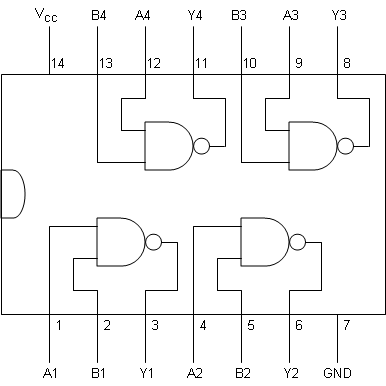 Vcc B4 A4 Y4 B3 A3 Y3
14 13 12 11 10 9 8
1 2 3 4 5 6 7
A1 B1 Y1 A2 B2 Y2 GND